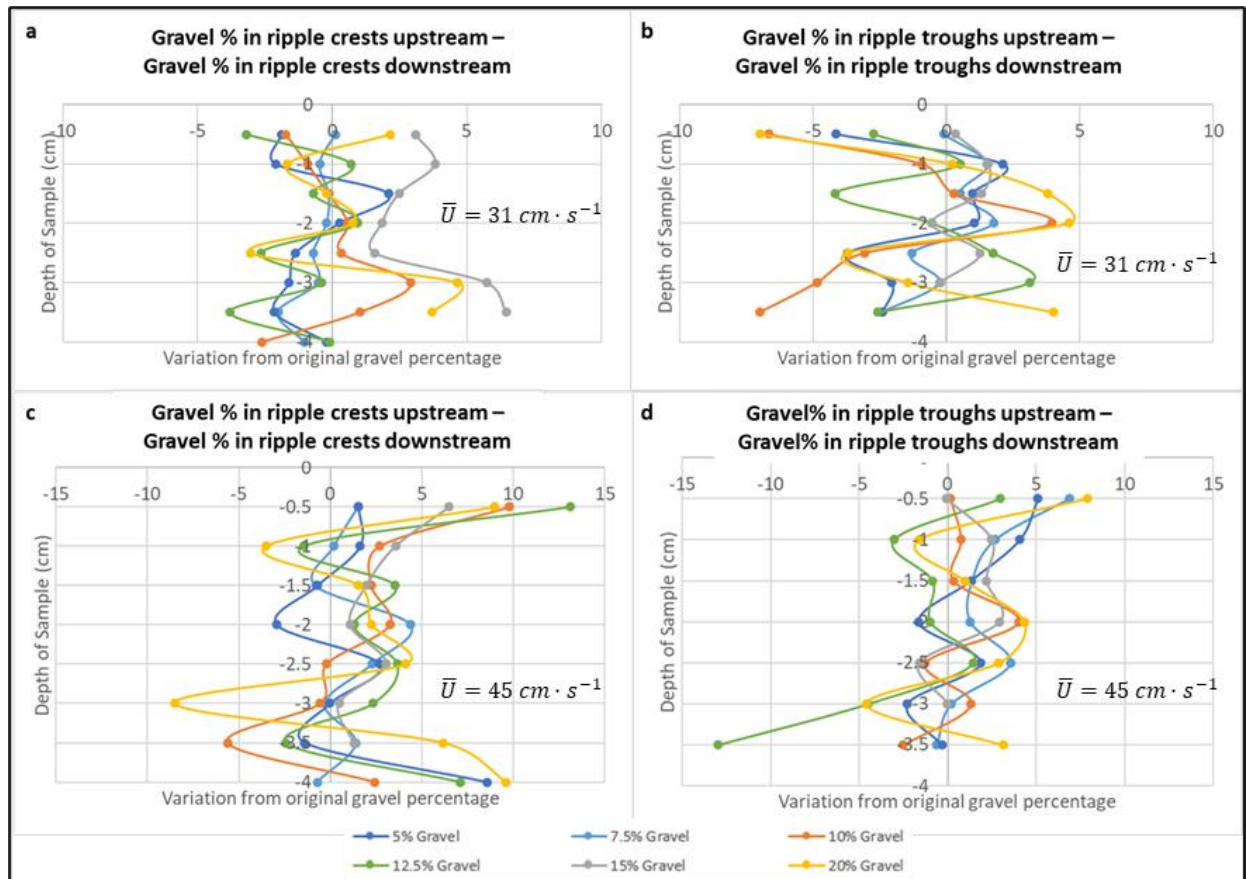 a
Gravel % in ripple crests upstream –
Gravel % in ripple crests downstream
0
-10 -5 0 5 10
-1
-2
-3
-4
Depth of Sample (cm)
U̅ = 31 cm · s⁻¹
Variation from original gravel percentage
b
Gravel % in ripple troughs upstream –
Gravel % in ripple troughs downstream
0
-10 -5 0 5 10
-1
-2
-3
-4
Depth of Sample (cm)
U̅ = 31 cm · s⁻¹
Variation from original gravel percentage
c
Gravel % in ripple crests upstream –
Gravel % in ripple crests downstream
0
-15 -10 -5 0 5 10 15
-0.5
-1
-1.5
-2
-2.5
-3
-3.5
-4
Depth of Sample (cm)
U̅ = 45 cm · s⁻¹
Variation from original gravel percentage
d
Gravel% in ripple troughs upstream –
Gravel% in ripple troughs downstream
-15 -10 -5 0 5 10 15
-0.5
-1
-1.5
-2
-2.5
-3
-3.5
-4
Depth of Sample (cm)
U̅ = 45 cm · s⁻¹
Variation from original gravel percentage
5% Gravel 7.5% Gravel 10% Gravel
12.5% Gravel 15% Gravel 20% Gravel